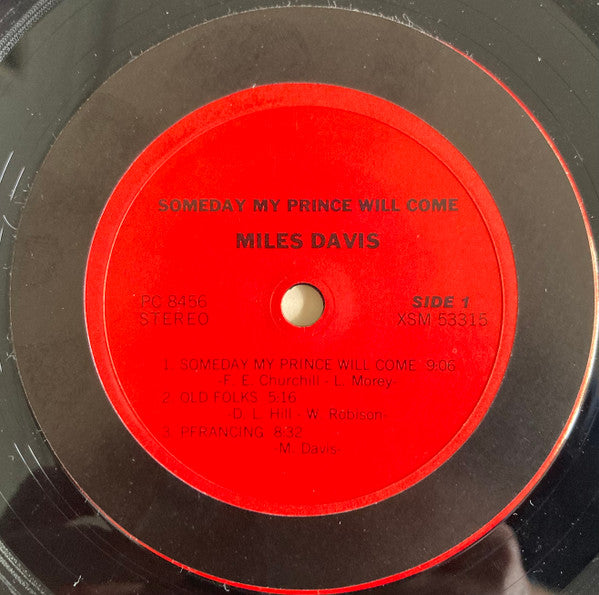 SOMEDAY MY PRINCE WILL COME
MILES DAVIS
PC 8456 SIDE 1
STEREO XSM 53315
1. SOMEDAY MY PRINCE WILL COME 9:06
-F. E. Churchill - L. Morey-
2. OLD FOLKS 5:16
-D. L. Hill - W. Robison-
3. PFRANCING 8:32
-M. Davis-